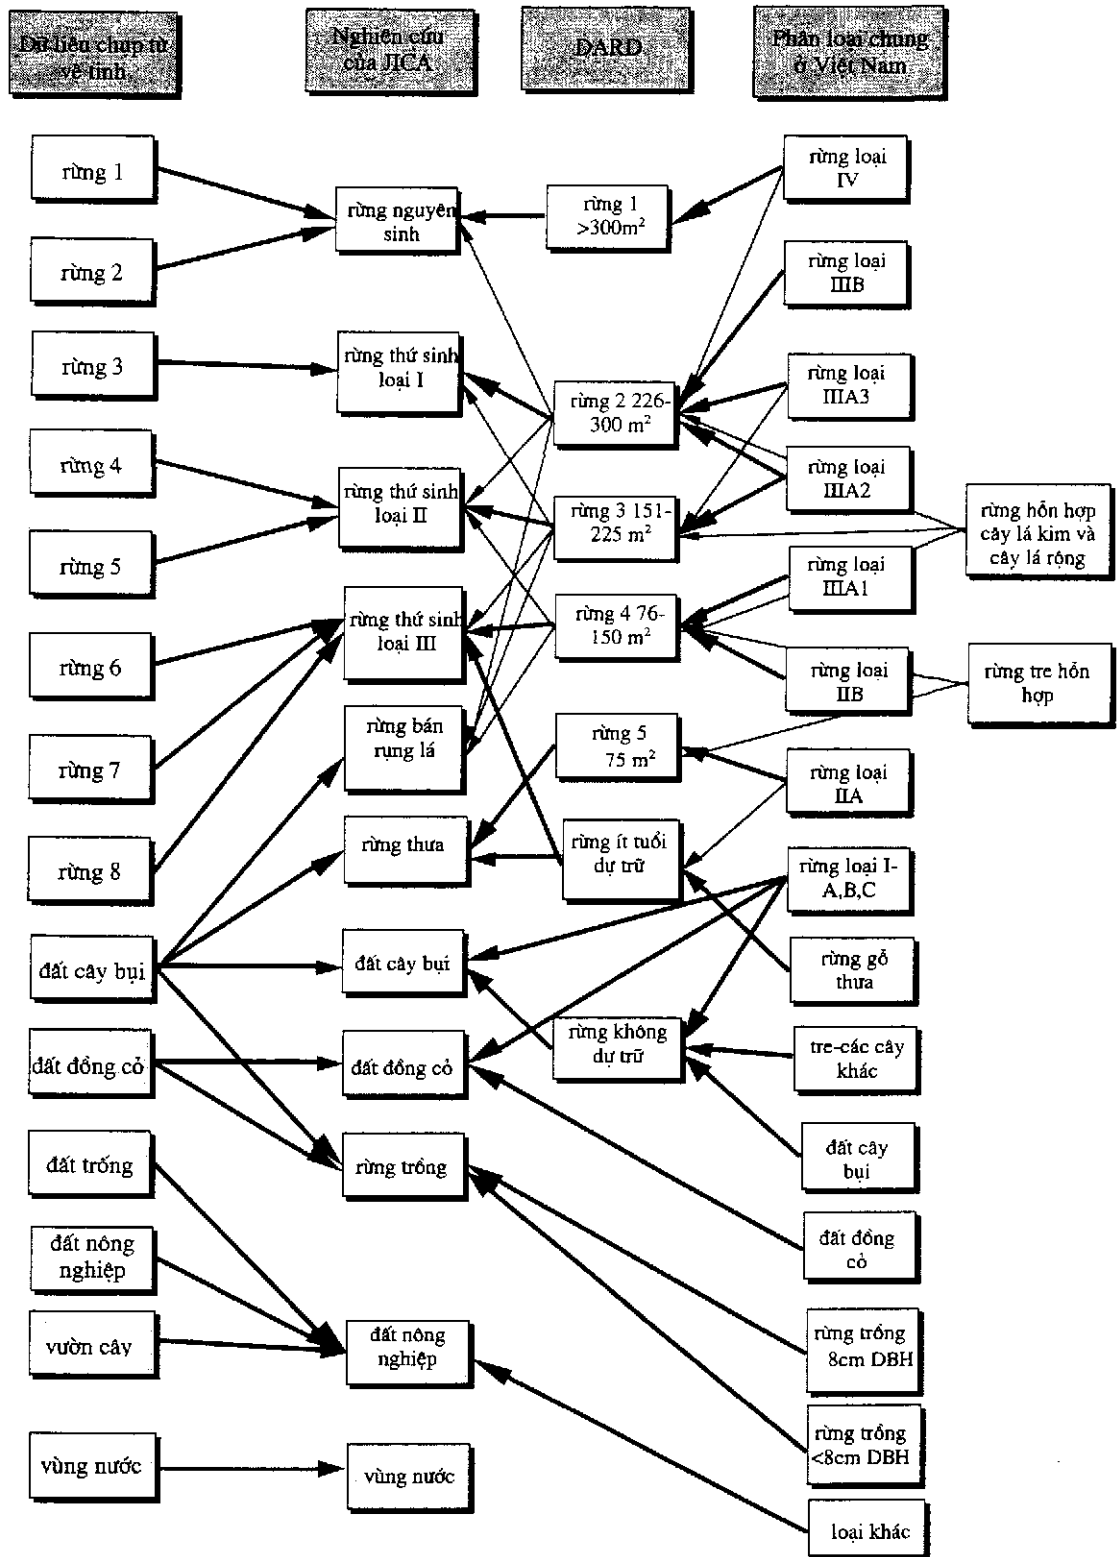 Dữ liệu chụp từ
vệ tinh
Nghiên cứu
của JICA
DARD
Phân loại chung
ở Việt Nam
rừng 1
rừng 2
rừng 3
rừng 4
rừng 5
rừng 6
rừng 7
rừng 8
đất cây bụi
đất đồng cỏ
đất trống
đất nông
nghiệp
vườn cây
vùng nước
rừng nguyên
sinh
rừng thứ sinh
loại I
rừng thứ sinh
loại II
rừng thứ sinh
loại III
rừng bán
rụng lá
rừng thưa
đất cây bụi
đất đồng cỏ
rừng trồng
đất nông
nghiệp
vùng nước
rừng 1
>300m²
rừng 2 226-
300 m²
rừng 3 151-
225 m²
rừng 4 76-
150 m²
rừng 5
75 m²
rừng ít tuổi
dự trữ
rừng không
dự trữ
rừng loại
IV
rừng loại
IIIB
rừng loại
IIIA3
rừng loại
IIIA2
rừng loại
IIIA1
rừng loại
IIB
rừng loại
IIA
rừng loại I-
A,B,C
rừng gỗ
thưa
tre-các cây
khác
đất cây
bụi
đất đồng
cỏ
rừng trồng
8cm DBH
rừng trồng
<8cm DBH
loại khác
rừng hỗn hợp
cây lá kim và
cây lá rộng
rừng tre hỗn
hợp